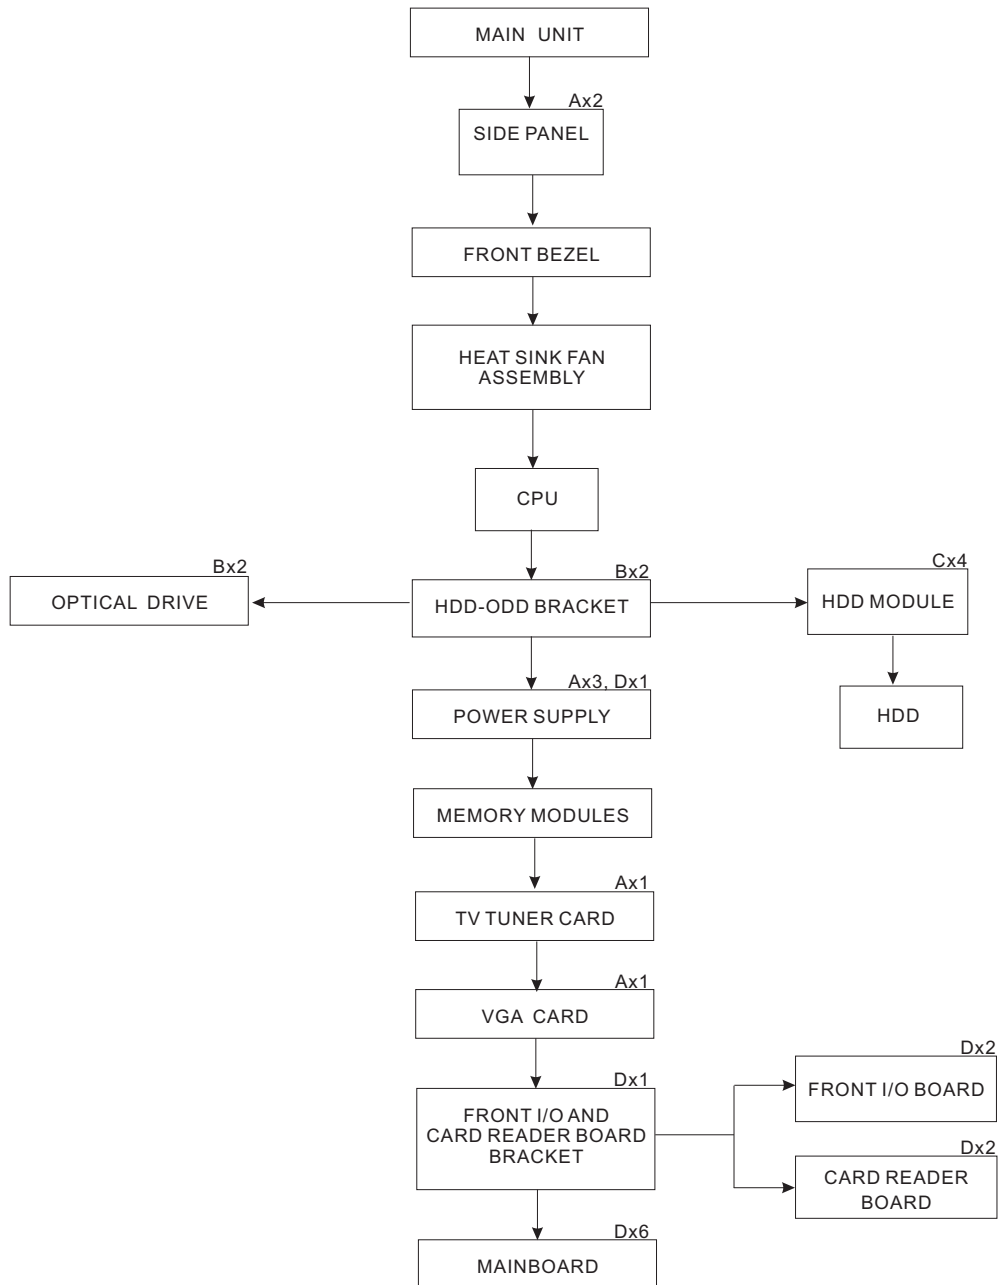 MAIN UNIT
Ax2
SIDE PANEL
FRONT BEZEL
HEAT SINK FAN
ASSEMBLY
CPU
Bx2
OPTICAL DRIVE
Bx2
HDD-ODD BRACKET
Cx4
HDD MODULE
HDD
Ax3, Dx1
POWER SUPPLY
MEMORY MODULES
Ax1
TV TUNER CARD
Ax1
VGA CARD
Dx1
FRONT I/O AND
CARD READER BOARD
BRACKET
Dx2
FRONT I/O BOARD
Dx2
CARD READER
BOARD
Dx6
MAINBOARD